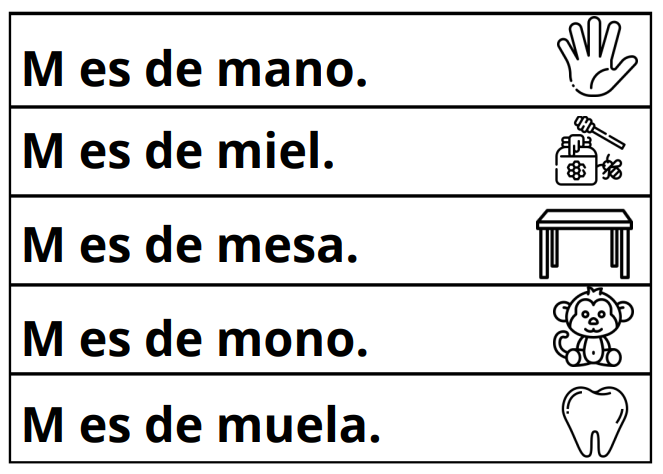 M es de mano.
M es de miel.
M es de mesa.
M es de mono.
M es de muela.